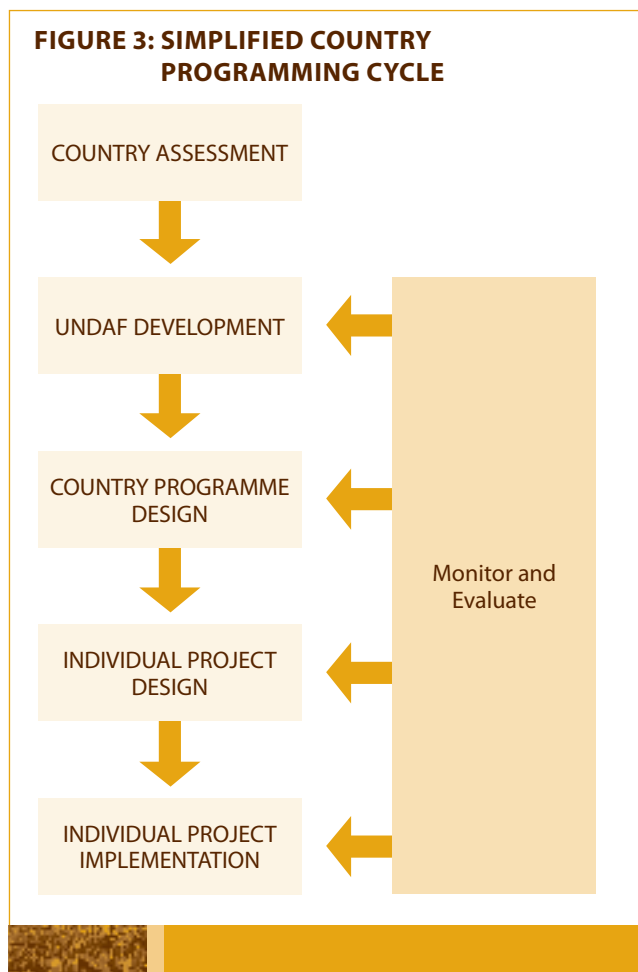 FIGURE 3: SIMPLIFIED COUNTRY
PROGRAMMING CYCLE
COUNTRY ASSESSMENT
UNDAF DEVELOPMENT
COUNTRY PROGRAMME
DESIGN
INDIVIDUAL PROJECT
DESIGN
INDIVIDUAL PROJECT
IMPLEMENTATION
Monitor and
Evaluate